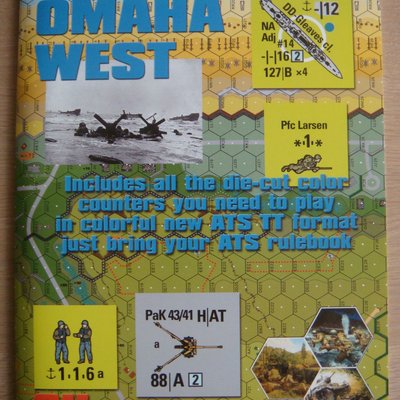 OMAHA
WEST
DD Gleaves cl.
⚓ -|12
NA
Adj
#14
-|-|16 2
127|B ×4
Pfc Larsen
*1*
Includes all the die-cut color
counters you need to play
in colorful new ATS TT format
just bring your ATS rulebook
⚓1·1·6a
PaK 43/41 H|AT
a
88|A 2